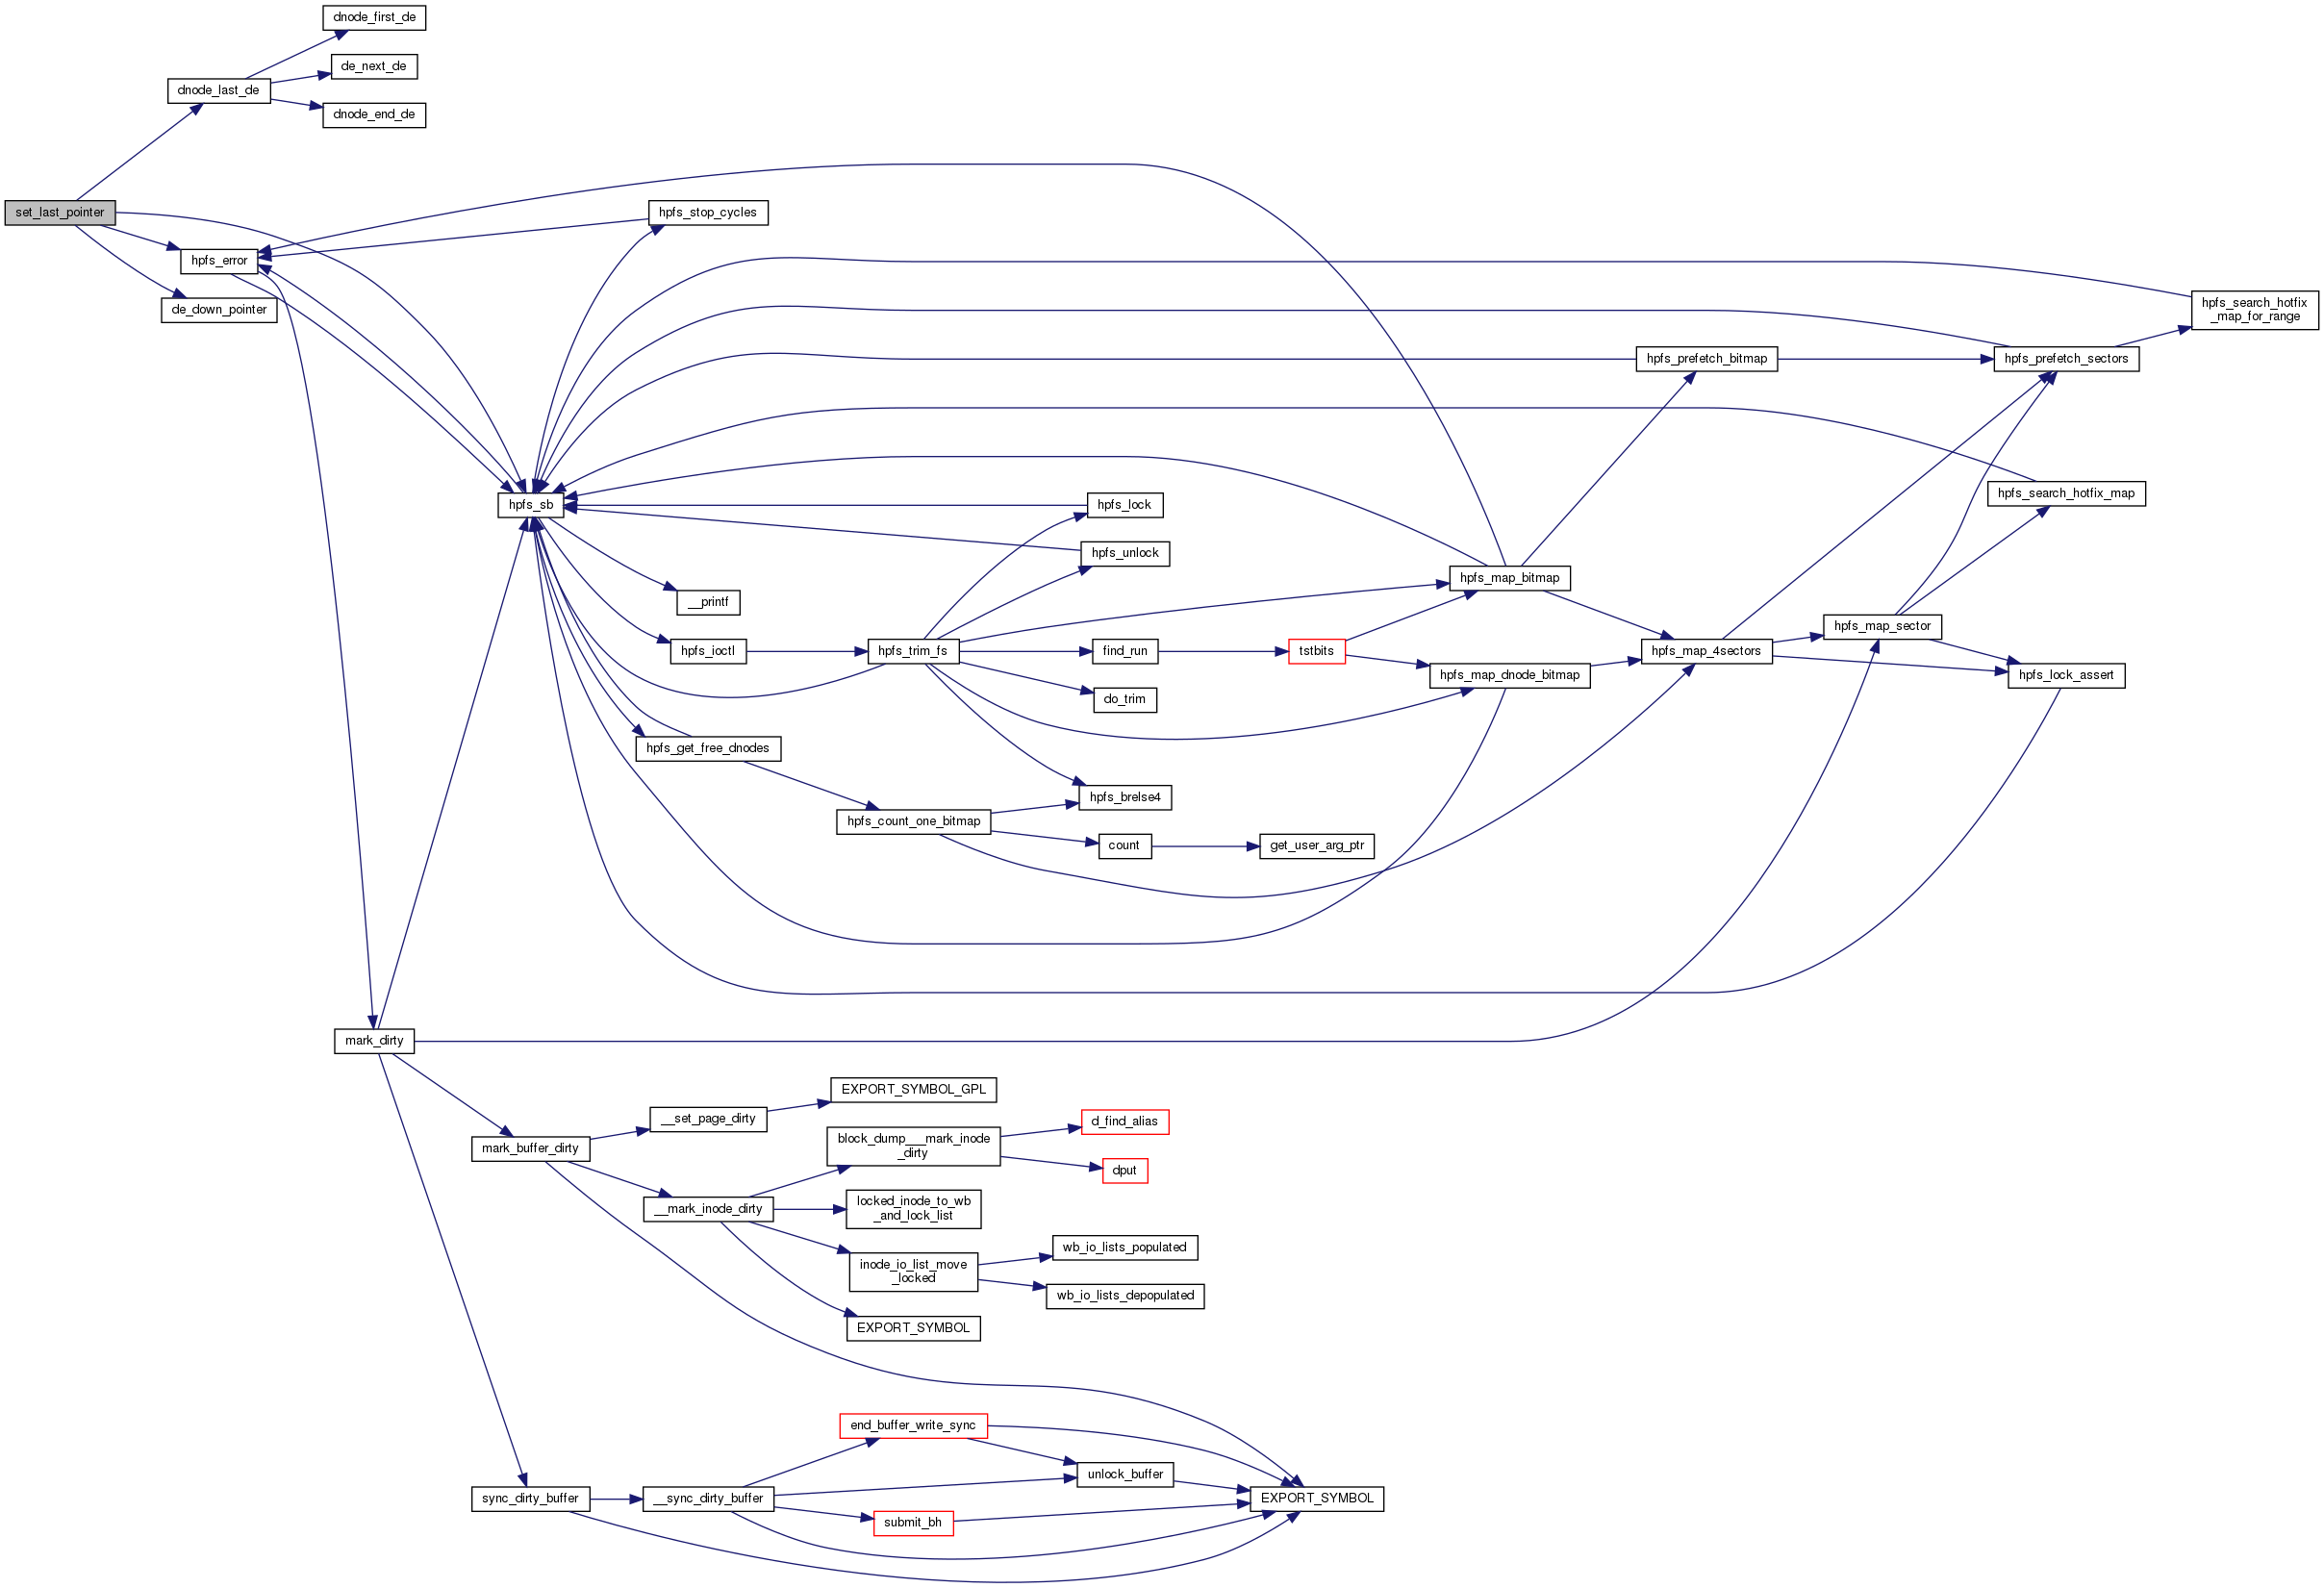 dnode_first_de
de_next_de
dnode_last_de
dnode_end_de
set_last_pointer
hpfs_stop_cycles
hpfs_error
de_down_pointer
hpfs_search_hotfix
_map_for_range
hpfs_prefetch_bitmap
hpfs_prefetch_sectors
hpfs_search_hotfix_map
hpfs_sb
hpfs_lock
hpfs_unlock
hpfs_map_bitmap
__printf
hpfs_map_sector
hpfs_ioctl
hpfs_trim_fs
find_run
tstbits
hpfs_map_4sectors
hpfs_map_dnode_bitmap
hpfs_lock_assert
do_trim
hpfs_get_free_dnodes
hpfs_brelse4
hpfs_count_one_bitmap
count
get_user_arg_ptr
mark_dirty
EXPORT_SYMBOL_GPL
__set_page_dirty
d_find_alias
mark_buffer_dirty
block_dump___mark_inode
_dirty
dput
__mark_inode_dirty
locked_inode_to_wb
_and_lock_list
wb_io_lists_populated
inode_io_list_move
_locked
wb_io_lists_depopulated
EXPORT_SYMBOL
end_buffer_write_sync
unlock_buffer
sync_dirty_buffer
__sync_dirty_buffer
EXPORT_SYMBOL
submit_bh